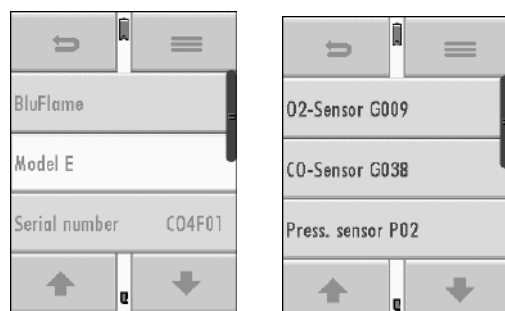 BluFlame
Model E
Serial number CO4F01
O2-Sensor G009
CO-Sensor G038
Press. sensor P02